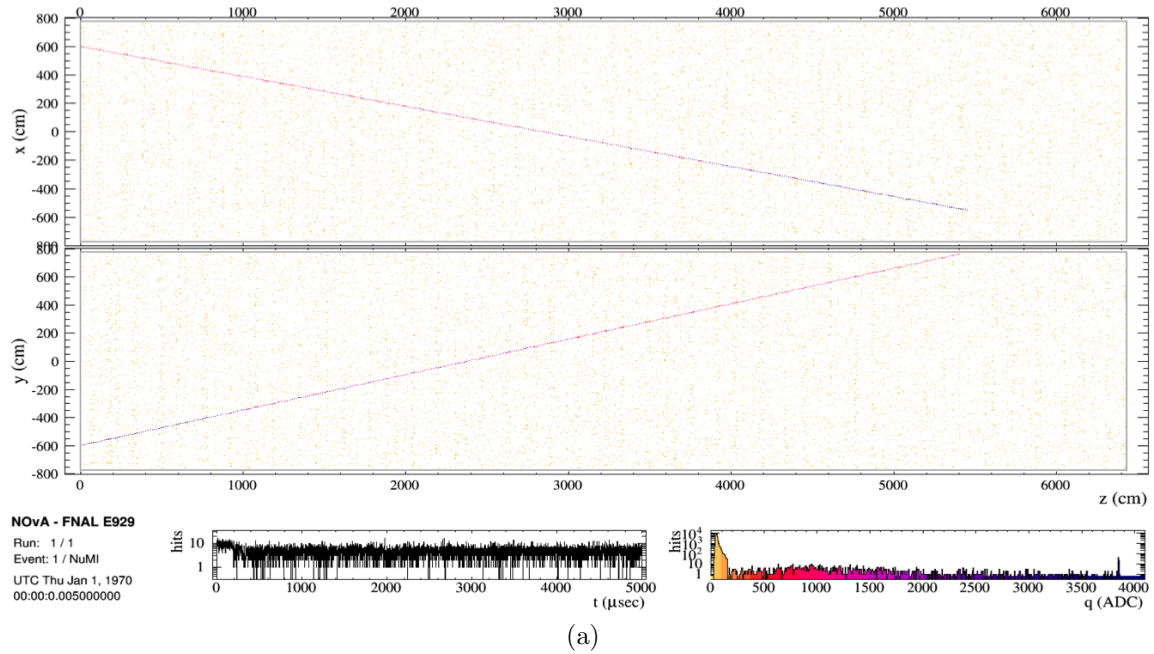 0 1000 2000 3000 4000 5000 6000
x (cm)
600
400
200
0
-200
-400
-600
800
800
y (cm)
600
400
200
0
-200
-400
-600
-800
0 1000 2000 3000 4000 5000 6000
z (cm)
NOvA - FNAL E929
Run: 1 / 1
Event: 1 / NuMI
UTC Thu Jan 1, 1970
00:00:0.005000000
hits
10
1
0 1000 2000 3000 4000 5000
t (μsec)
hits
10⁴
10³
10²
10
1
0 500 1000 1500 2000 2500 3000 3500 4000
q (ADC)
(a)